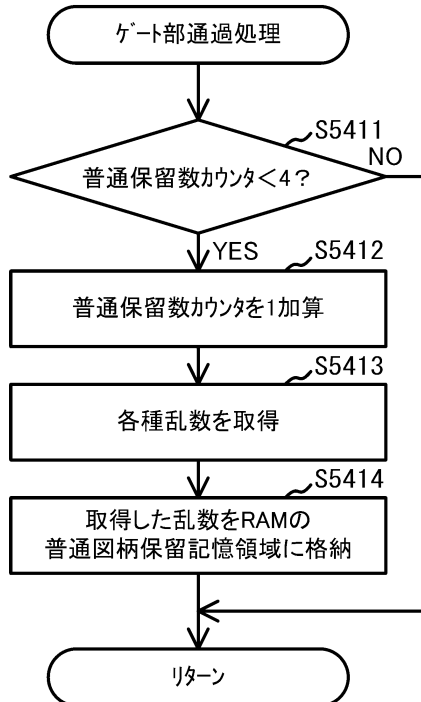 ゲート部通過処理
S5411
普通保留数カウンタ<4?
NO
YES
S5412
普通保留数カウンタを1加算
S5413
各種乱数を取得
S5414
取得した乱数をRAMの
普通図柄保留記憶領域に格納
リターン